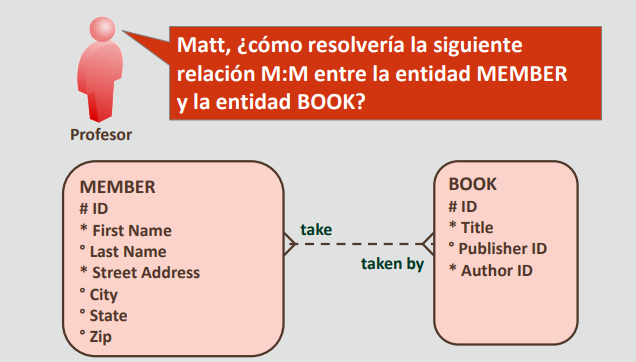 Matt, ¿cómo resolvería la siguiente
relación M:M entre la entidad MEMBER
y la entidad BOOK?
Profesor
MEMBER
# ID
* First Name
° Last Name
* Street Address
° City
° State
° Zip
take
taken by
BOOK
# ID
* Title
° Publisher ID
* Author ID